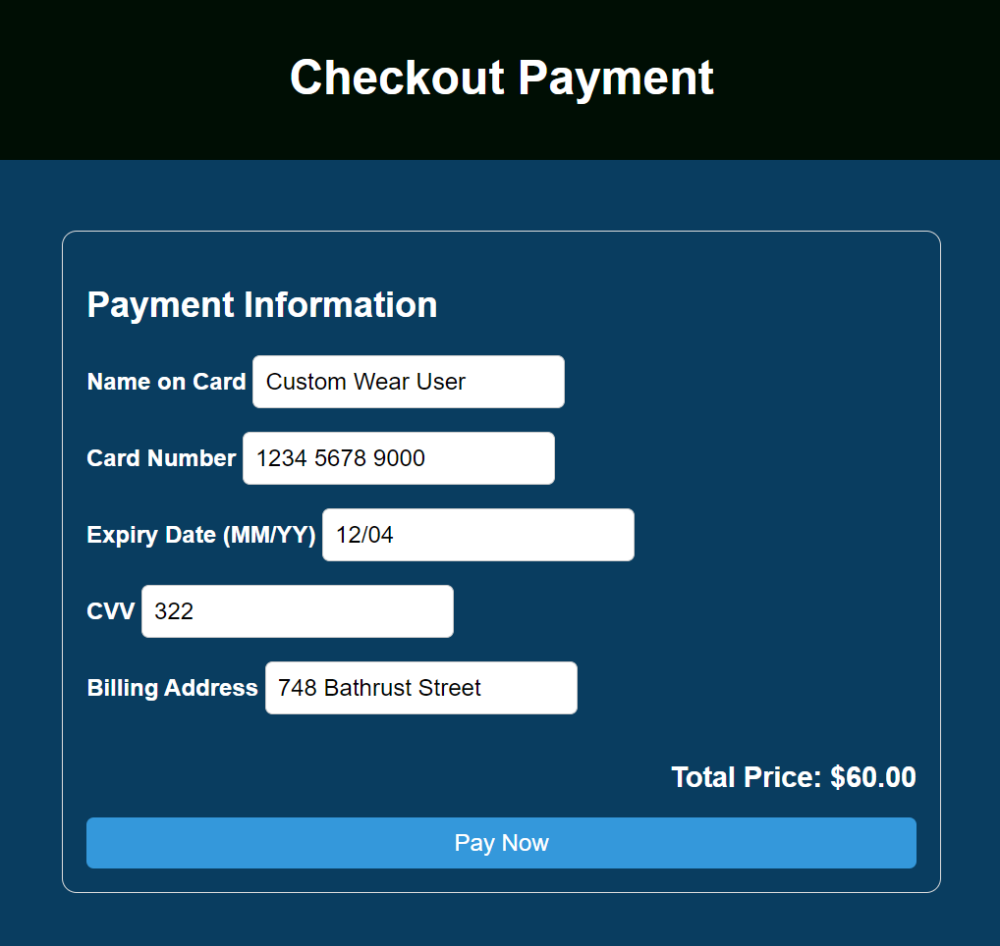 Checkout Payment
Payment Information
Name on Card Custom Wear User
Card Number 1234 5678 9000
Expiry Date (MM/YY) 12/04
CVV 322
Billing Address 748 Bathrust Street
Total Price: $60.00
Pay Now